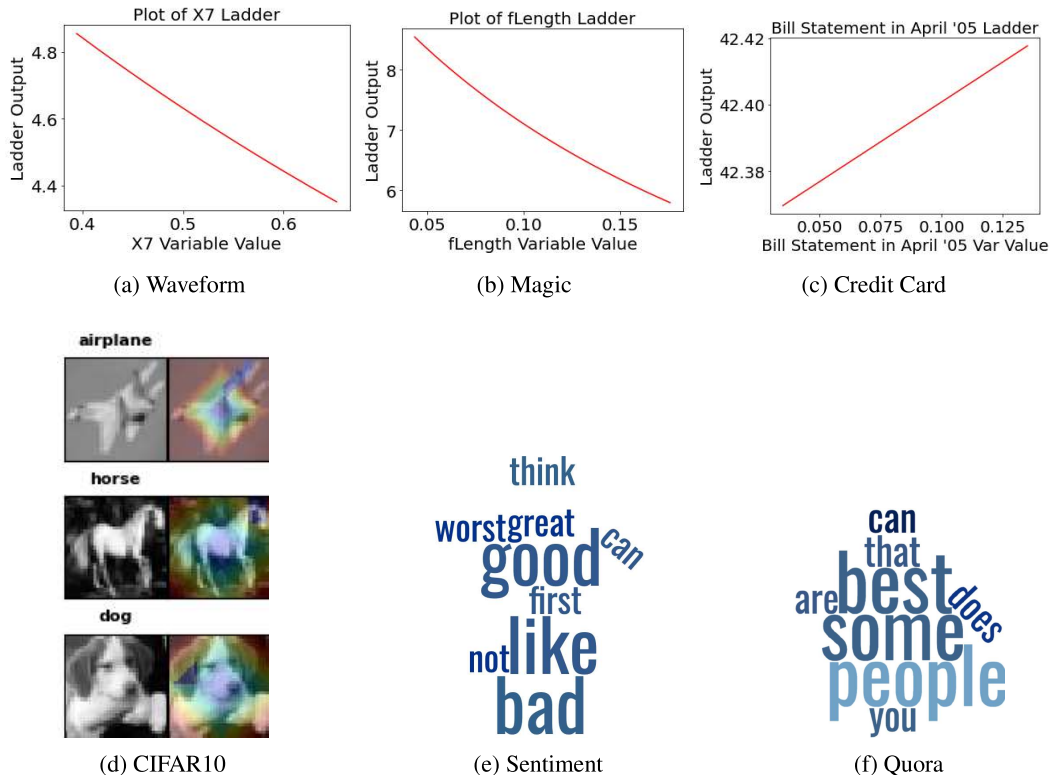 Plot of X7 Ladder
Ladder Output
4.8
4.6
4.4
0.4 0.5 0.6
X7 Variable Value
(a) Waveform
Plot of fLength Ladder
Ladder Output
8
7
6
0.05 0.10 0.15
fLength Variable Value
(b) Magic
Bill Statement in April '05 Ladder
Ladder Output
42.42
42.40
42.38
0.050 0.075 0.100 0.125
Bill Statement in April '05 Var Value
(c) Credit Card
airplane
horse
dog
(d) CIFAR10
think
worst great
good can
first
not like
bad
(e) Sentiment
can
that
are best does
some
people
you
(f) Quora